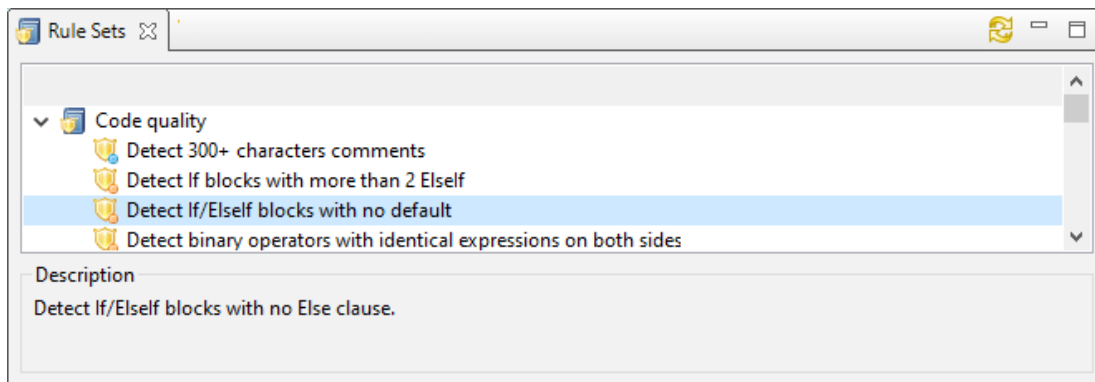 Rule Sets
Code quality
Detect 300+ characters comments
Detect If blocks with more than 2 ElseIf
Detect If/ElseIf blocks with no default
Detect binary operators with identical expressions on both sides
Description
Detect If/ElseIf blocks with no Else clause.